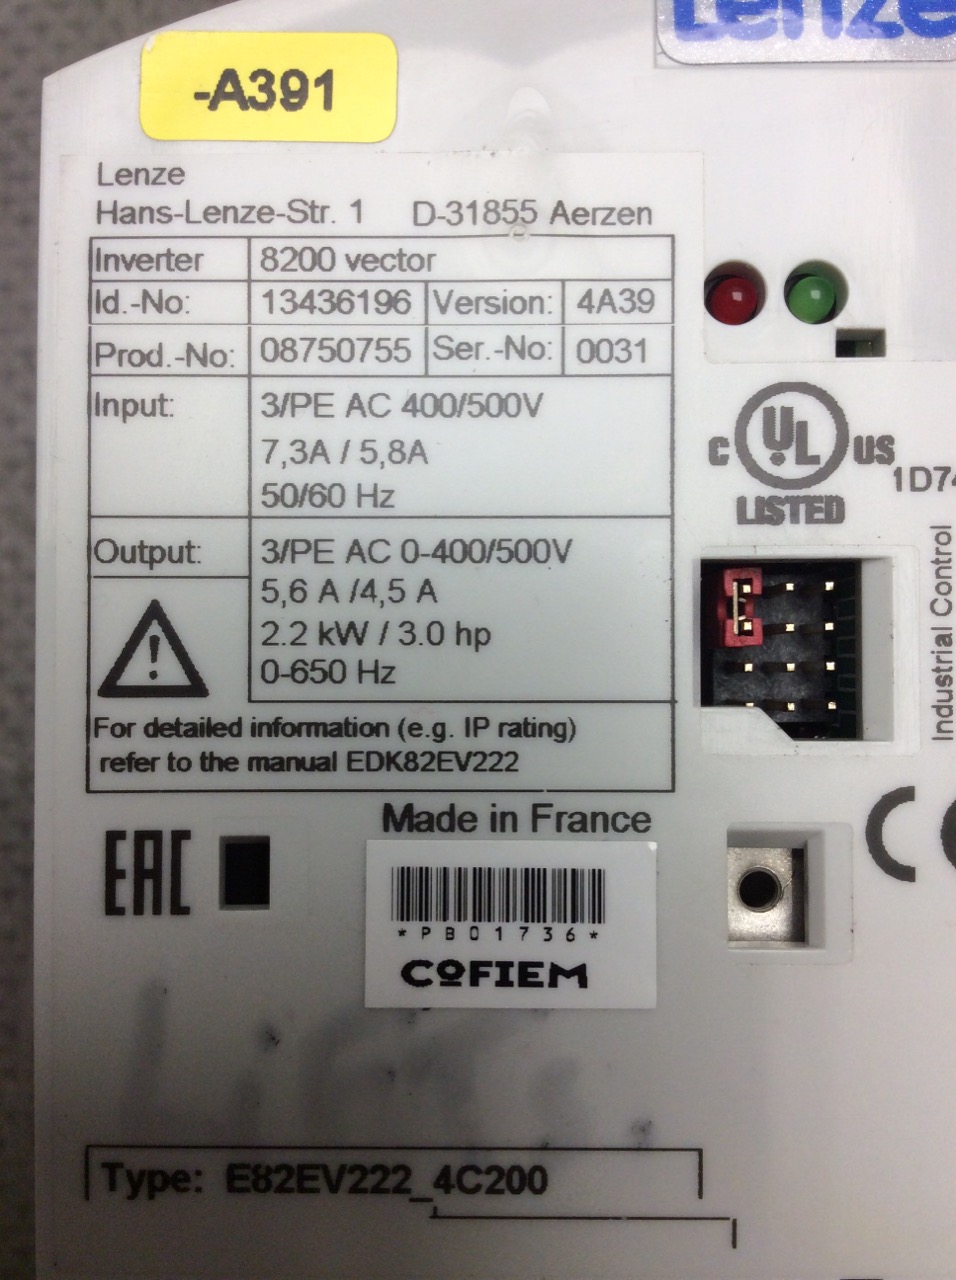 Lenze
-A391
Lenze
Hans-Lenze-Str. 1 D-31855 Aerzen
Inverter 8200 vector
Id.-No: 13436196 Version: 4A39
Prod.-No: 08750755 Ser.-No: 0031
Input: 3/PE AC 400/500V
7,3A / 5,8A
50/60 Hz
Output: 3/PE AC 0-400/500V
5,6 A /4,5 A
2.2 kW / 3.0 hp
0-650 Hz
For detailed information (e.g. IP rating)
refer to the manual EDK82EV222
C UL US
LISTED
1D74
Industrial Control
Made in France
EAC
CE
*PB01736*
COFIEM
Type: E82EV222_4C200